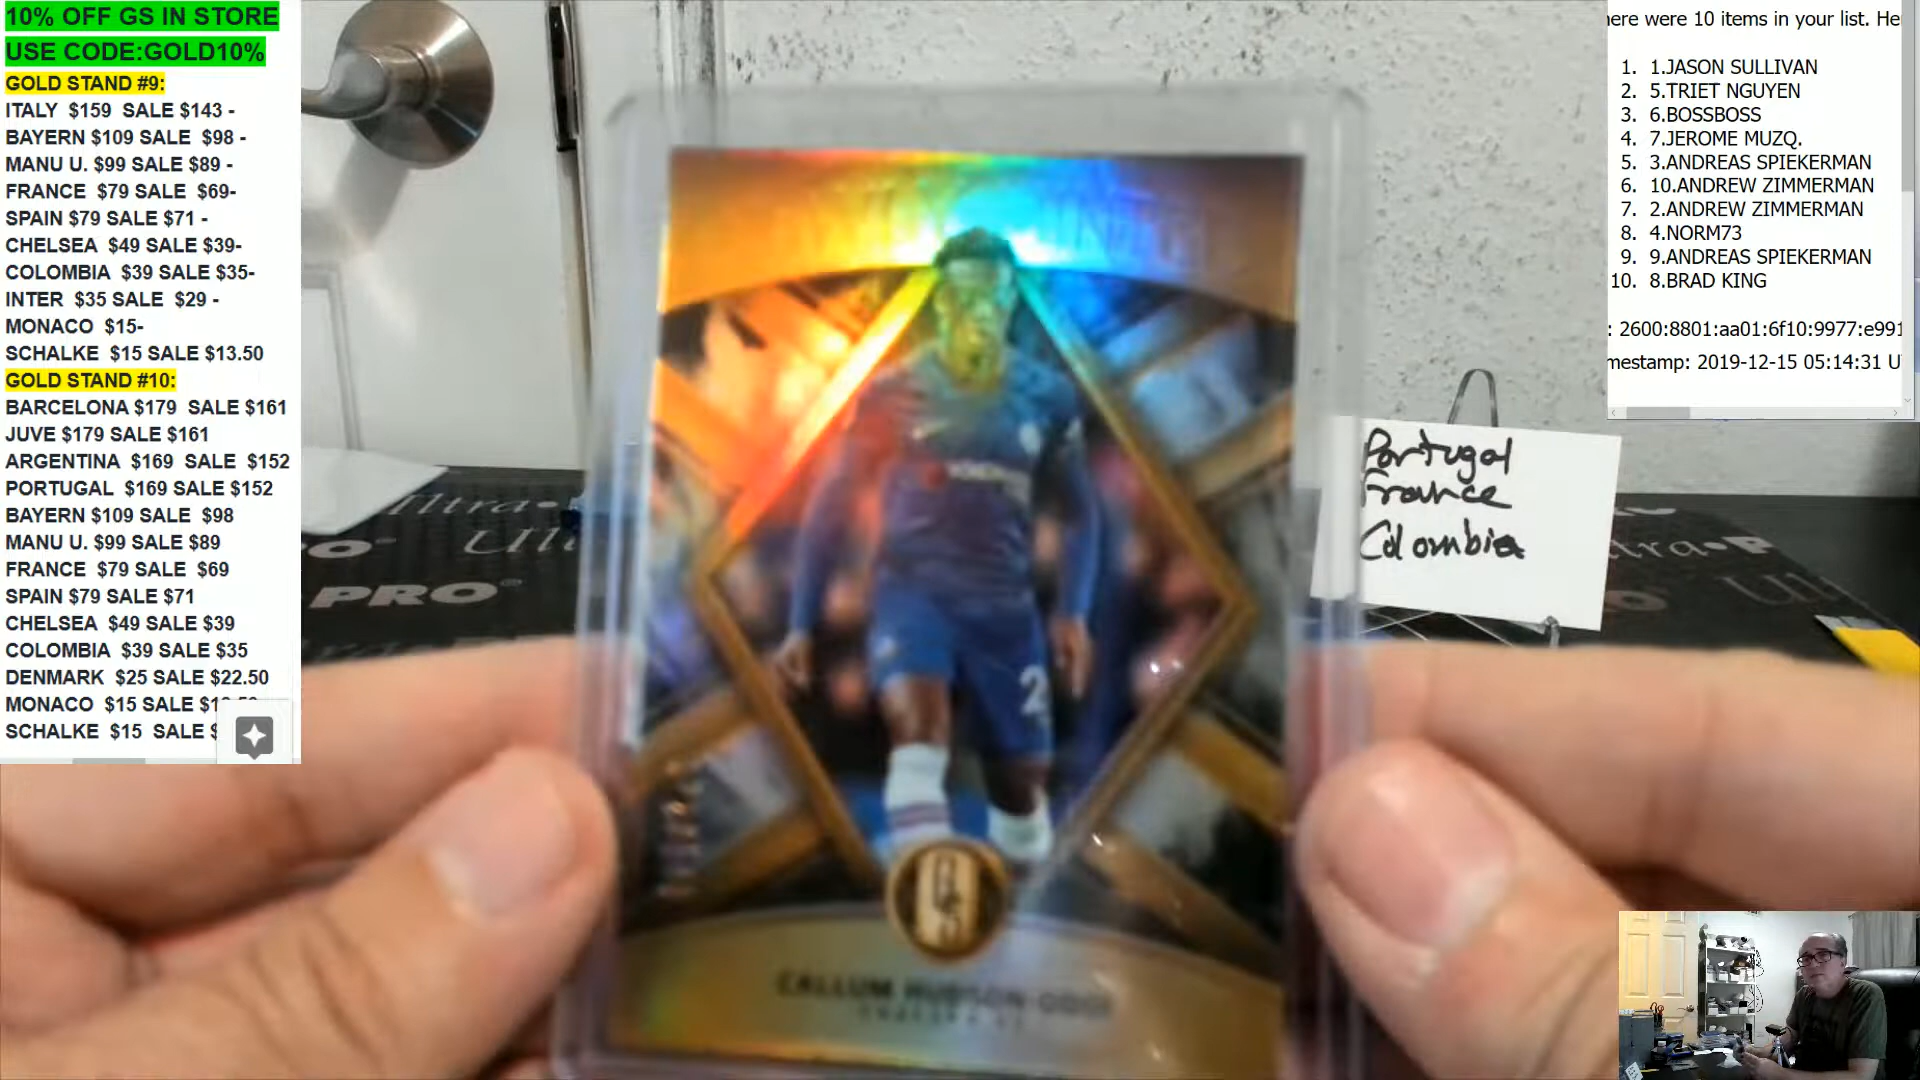 10% OFF GS IN STORE
USE CODE:GOLD10%
GOLD STAND #9:
ITALY $159 SALE $143 -
BAYERN $109 SALE $98 -
MANU U. $99 SALE $89 -
FRANCE $79 SALE $69-
SPAIN $79 SALE $71 -
CHELSEA $49 SALE $39-
COLOMBIA $39 SALE $35-
INTER $35 SALE $29 -
MONACO $15-
SCHALKE $15 SALE $13.50
GOLD STAND #10:
BARCELONA $179 SALE $161
JUVE $179 SALE $161
ARGENTINA $169 SALE $152
PORTUGAL $169 SALE $152
BAYERN $109 SALE $98
MANU U. $99 SALE $89
FRANCE $79 SALE $69
SPAIN $79 SALE $71
CHELSEA $49 SALE $39
COLOMBIA $39 SALE $35
DENMARK $25 SALE $22.50
MONACO $15 SALE
SCHALKE $15 SALE $
ere were 10 items in your list. He
1. 1.JASON SULLIVAN
2. 5.TRIET NGUYEN
3. 6.BOSSBOSS
4. 7.JEROME MUZQ.
5. 3.ANDREAS SPIEKERMAN
6. 10.ANDREW ZIMMERMAN
7. 2.ANDREW ZIMMERMAN
8. 4.NORM73
9. 9.ANDREAS SPIEKERMAN
10. 8.BRAD KING
: 2600:8801:aa01:6f10:9977:e991
mestamp: 2019-12-15 05:14:31 U
Portugal
France
Colombia
Ultra
PRO
2
CALLUM HUDSON-ODOI